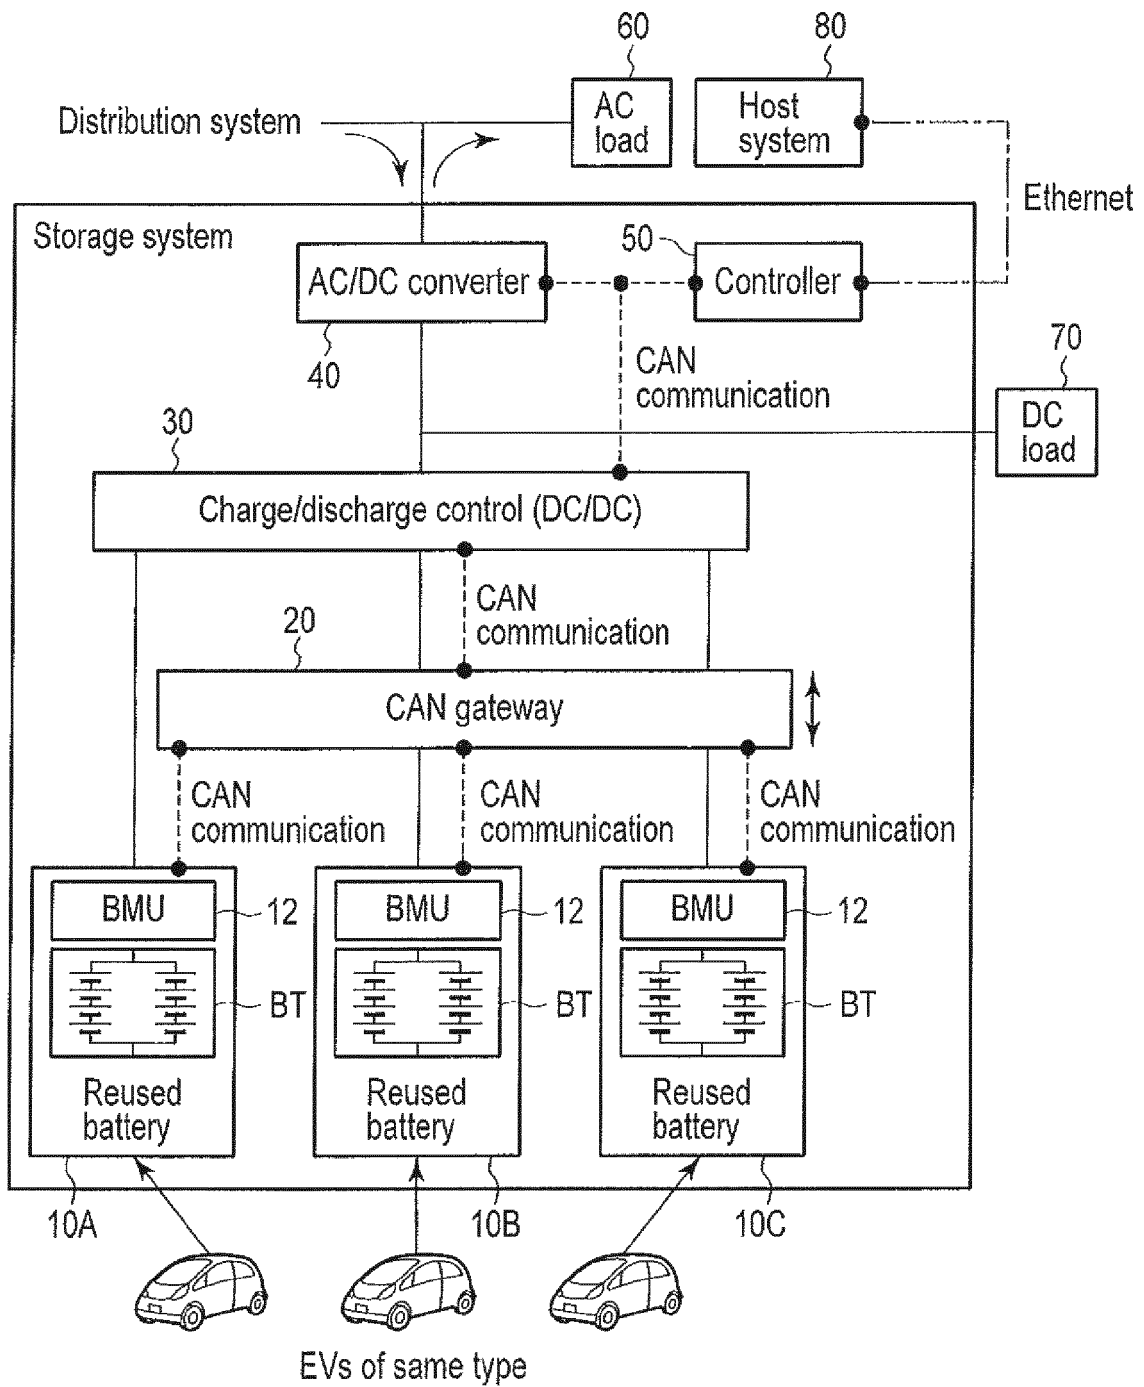 60
80
Distribution system
AC
load
Host
system
Ethernet
Storage system
50
AC/DC converter
Controller
40
CAN
communication
70
DC
load
30
Charge/discharge control (DC/DC)
CAN
communication
20
CAN gateway
CAN
communication
CAN
communication
CAN
communication
BMU
12
BMU
12
BMU
12
BT
BT
BT
Reused
battery
Reused
battery
Reused
battery
10A
10B
10C
EVs of same type